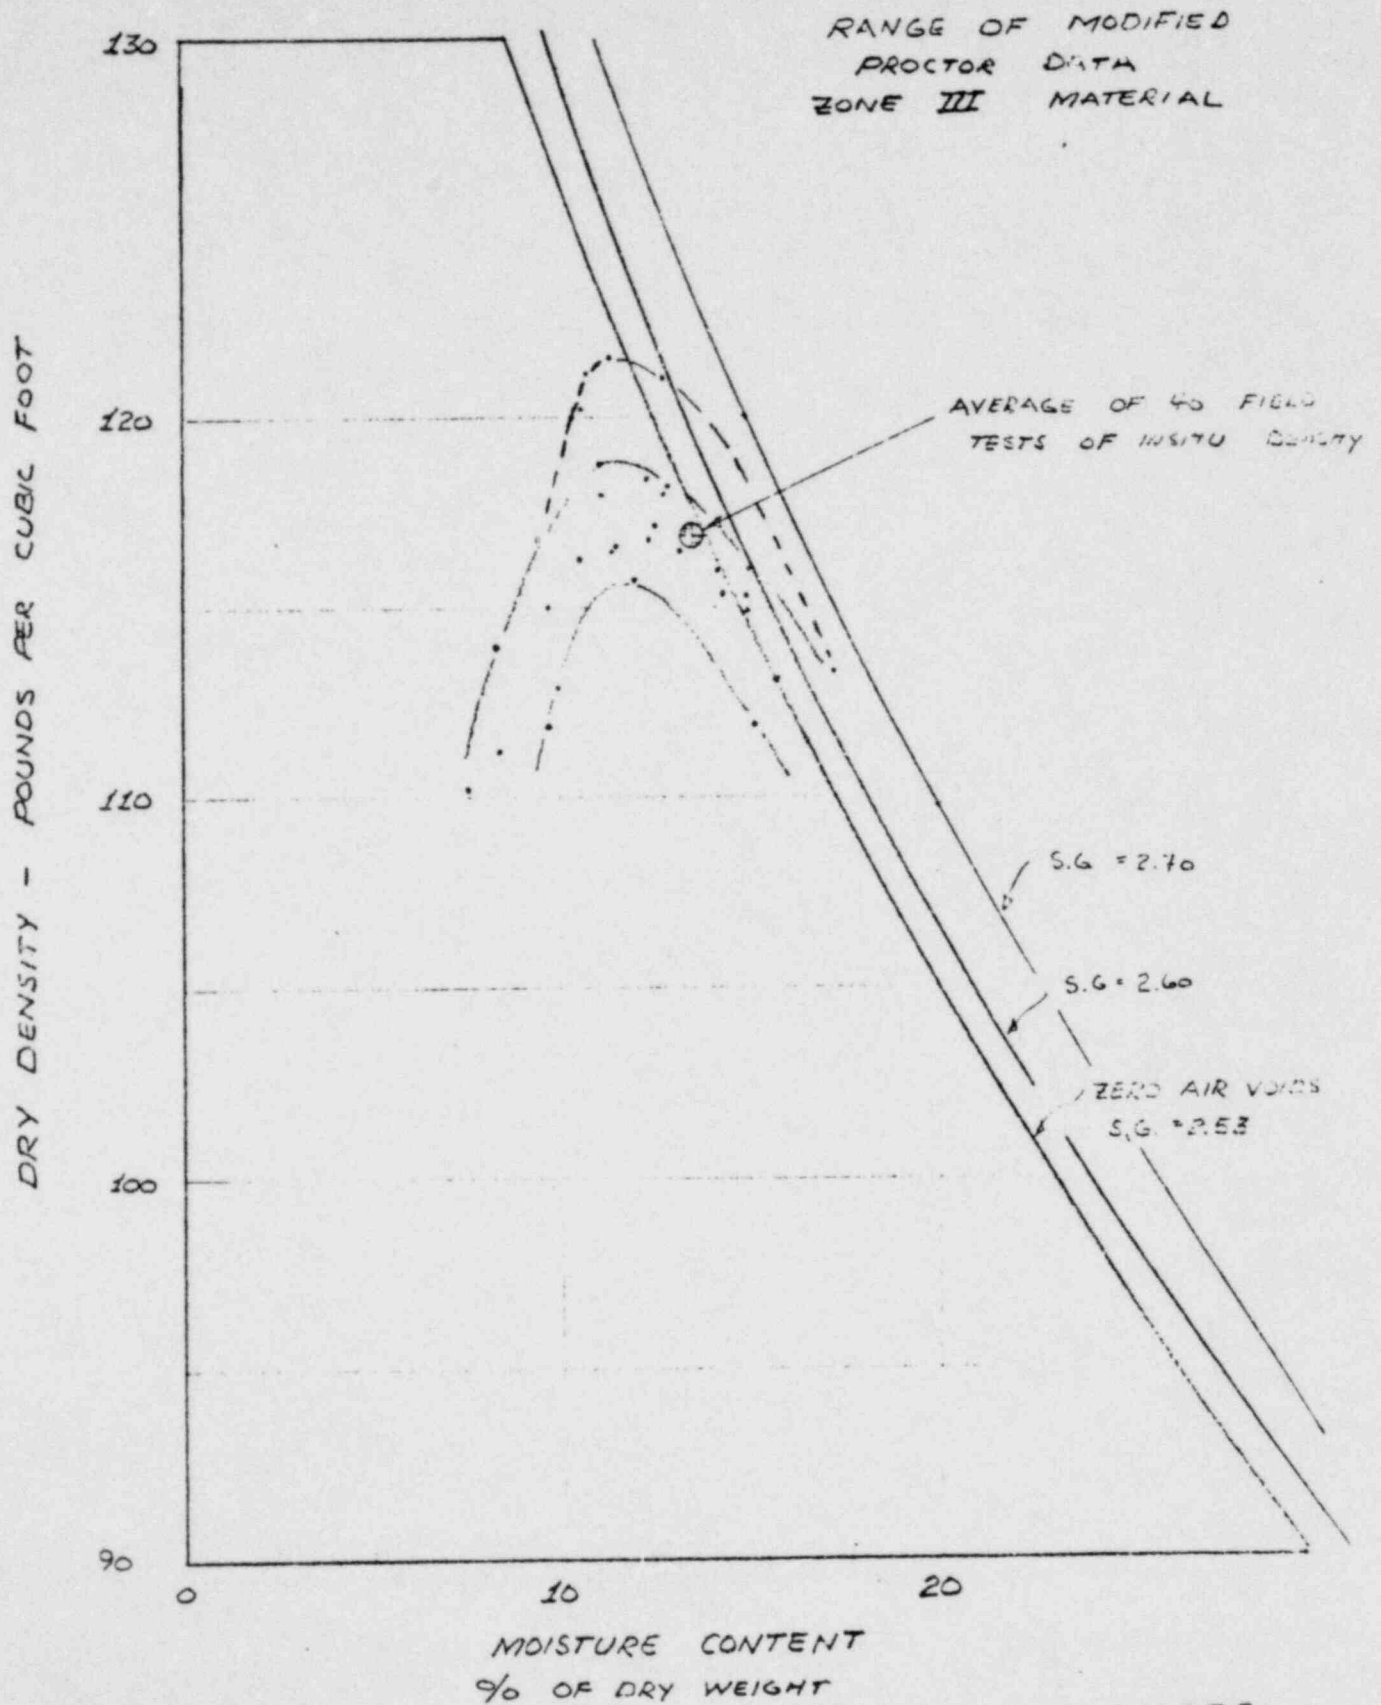 RANGE OF MODIFIED
PROCTOR DATA
ZONE III MATERIAL
130
120
110
100
90
DRY DENSITY - POUNDS PER CUBIC FOOT
AVERAGE OF 40 FIELD
TESTS OF INSITU DENSITY
S.G = 2.70
S.G = 2.60
ZERO AIR VOIDS
S.G. = 2.53
0
10
20
MOISTURE CONTENT
% OF DRY WEIGHT